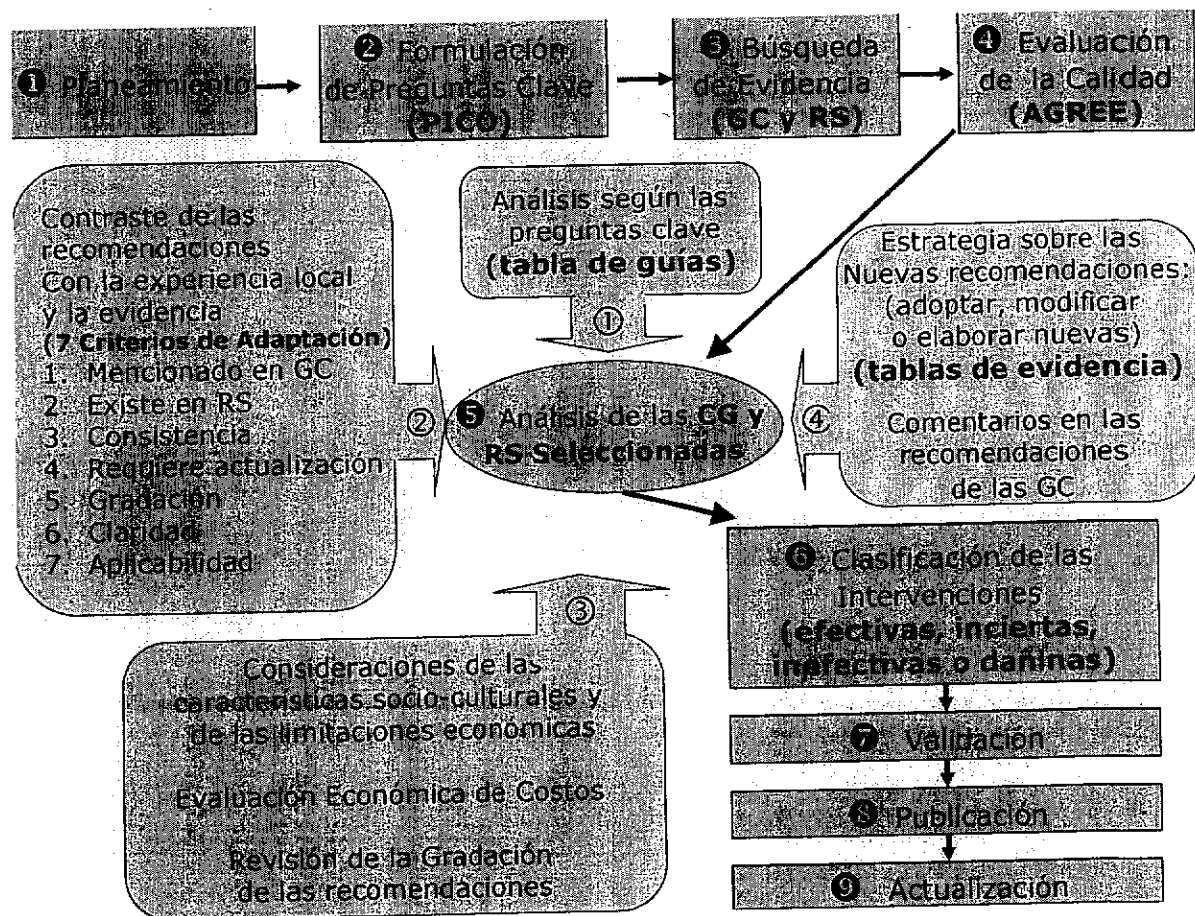 ❶ Planeamiento
❷ Formulación
de Preguntas Clave
(PICO)
❸ Búsqueda
de Evidencia
(GC y RS)
❹ Evaluación
de la Calidad
(AGREE)
Contraste de las
recomendaciones
Con la experiencia local
y la evidencia
(7 Criterios de Adaptación)
1. Mencionado en GC
2. Existe en RS
3. Consistencia
4. Requiere actualización
5. Gradación
6. Claridad
7. Aplicabilidad
Análisis según las
preguntas clave
(tabla de guías)
①
Estrategia sobre las
Nuevas recomendaciones:
(adoptar, modificar
o elaborar nuevas)
(tablas de evidencia)
Comentarios en las
recomendaciones
de las GC
②
❺ Análisis de las CG y
RS Seleccionadas
④
③
Consideraciones de las
características socio-culturales y
de las limitaciones económicas
Evaluación Económica de Costos
Revisión de la Gradación
de las recomendaciones
❻ Clasificación de las
Intervenciones
(efectivas, inciertas,
inefectivas o dañinas)
❼ Validación
❽ Publicación
❾ Actualización